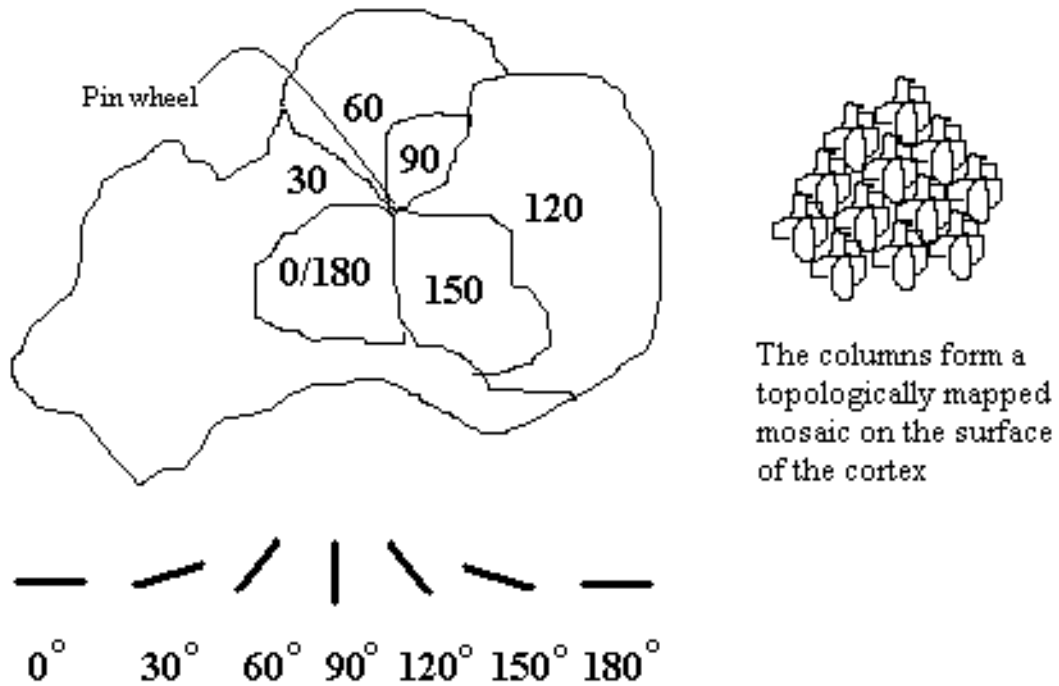 Pin wheel
60
90
30
120
0/180
150
The columns form a
topologically mapped
mosaic on the surface
of the cortex
0° 30° 60° 90° 120° 150° 180°